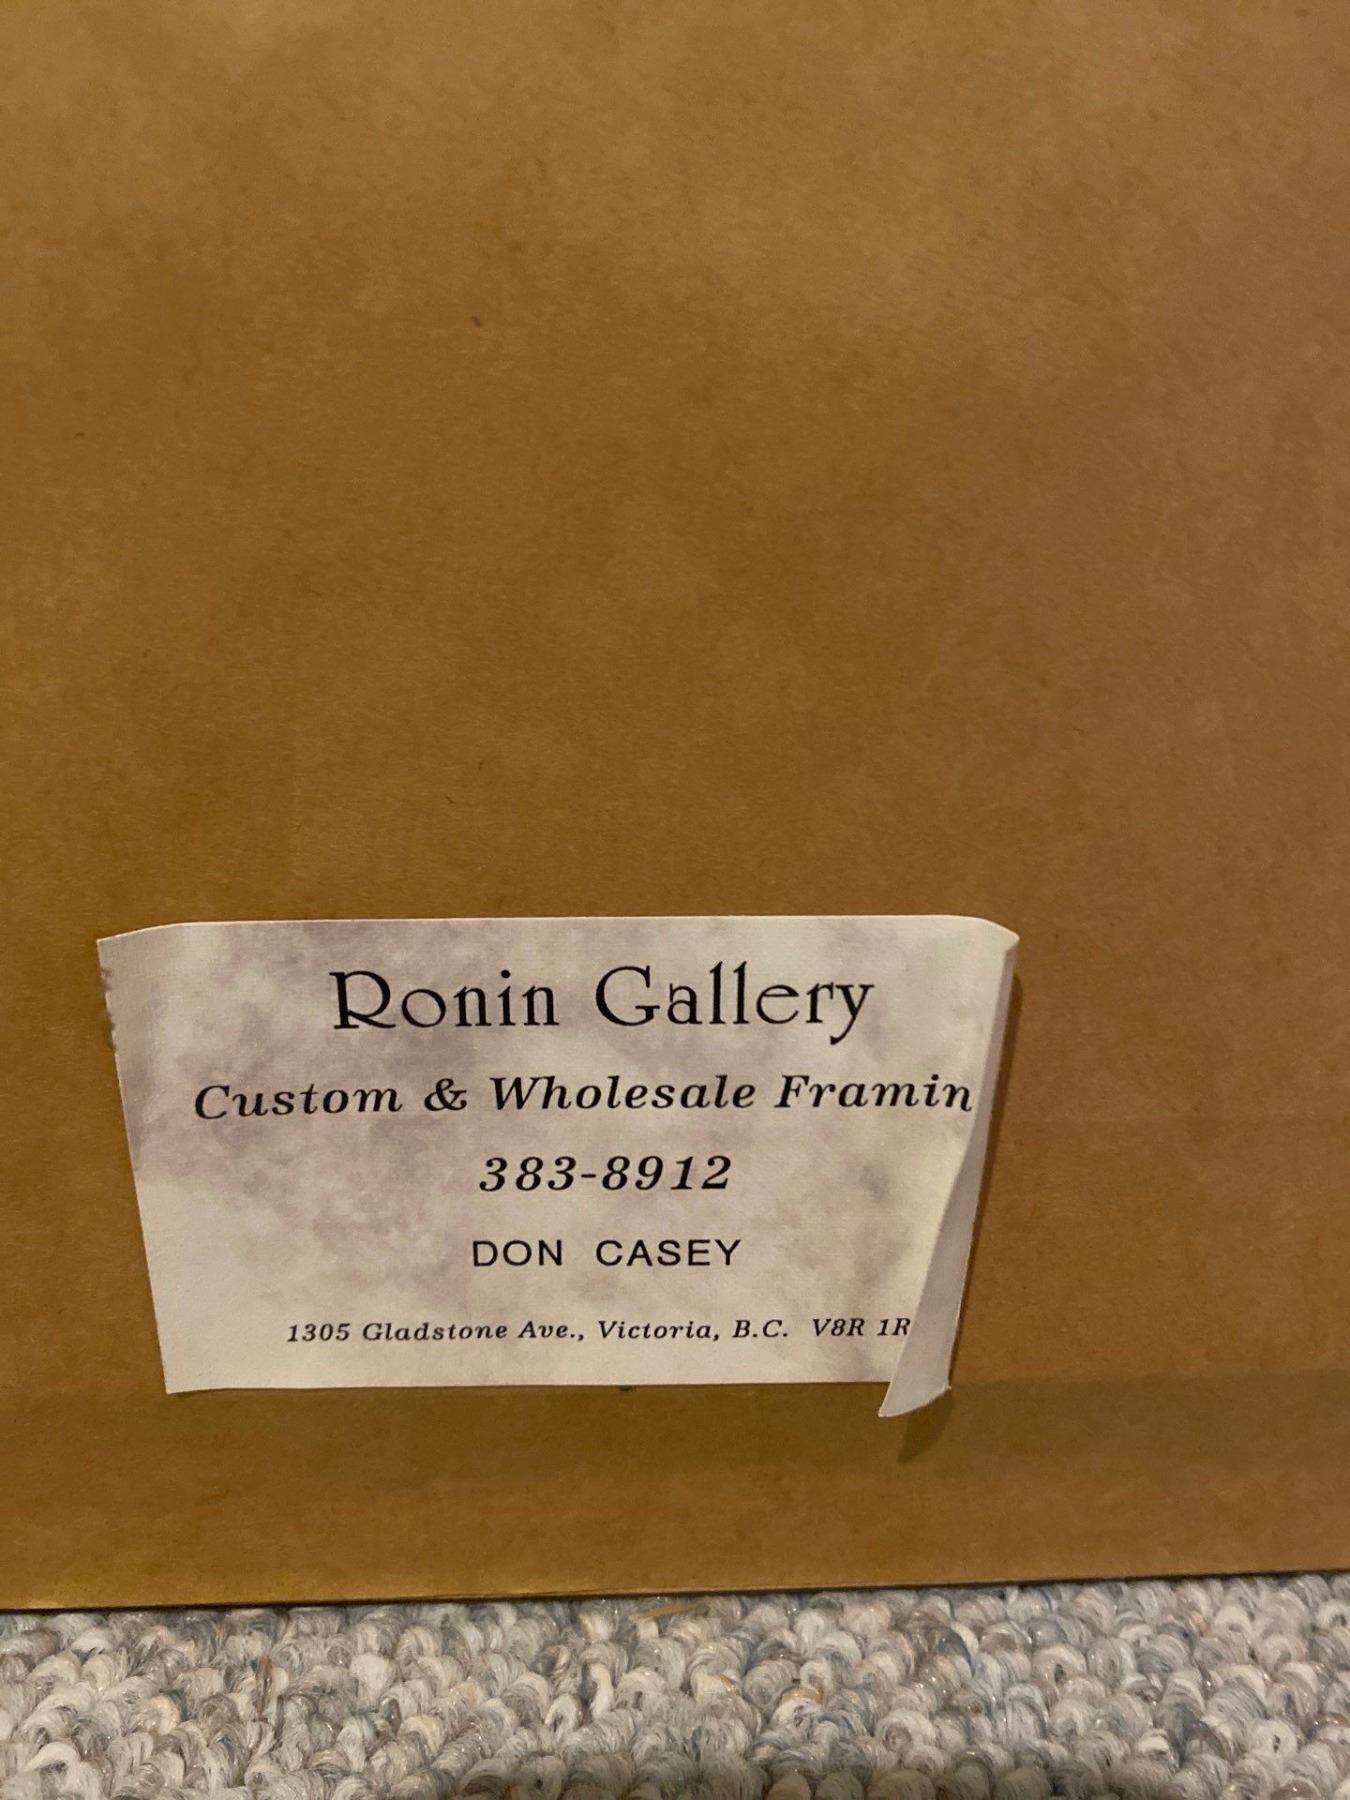 Ronin Gallery
Custom & Wholesale Framin
383-8912
DON CASEY
1305 Gladstone Ave., Victoria, B.C. V8R 1R